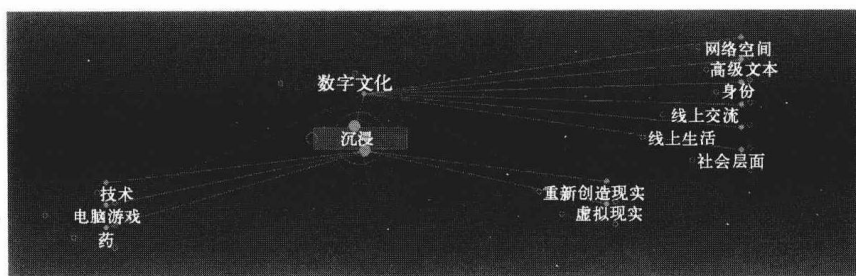 网络空间
高级文本
数字文化
身份
线上交流
沉浸
线上生活
社会层面
技术
重新创造现实
电脑游戏
虚拟现实
药